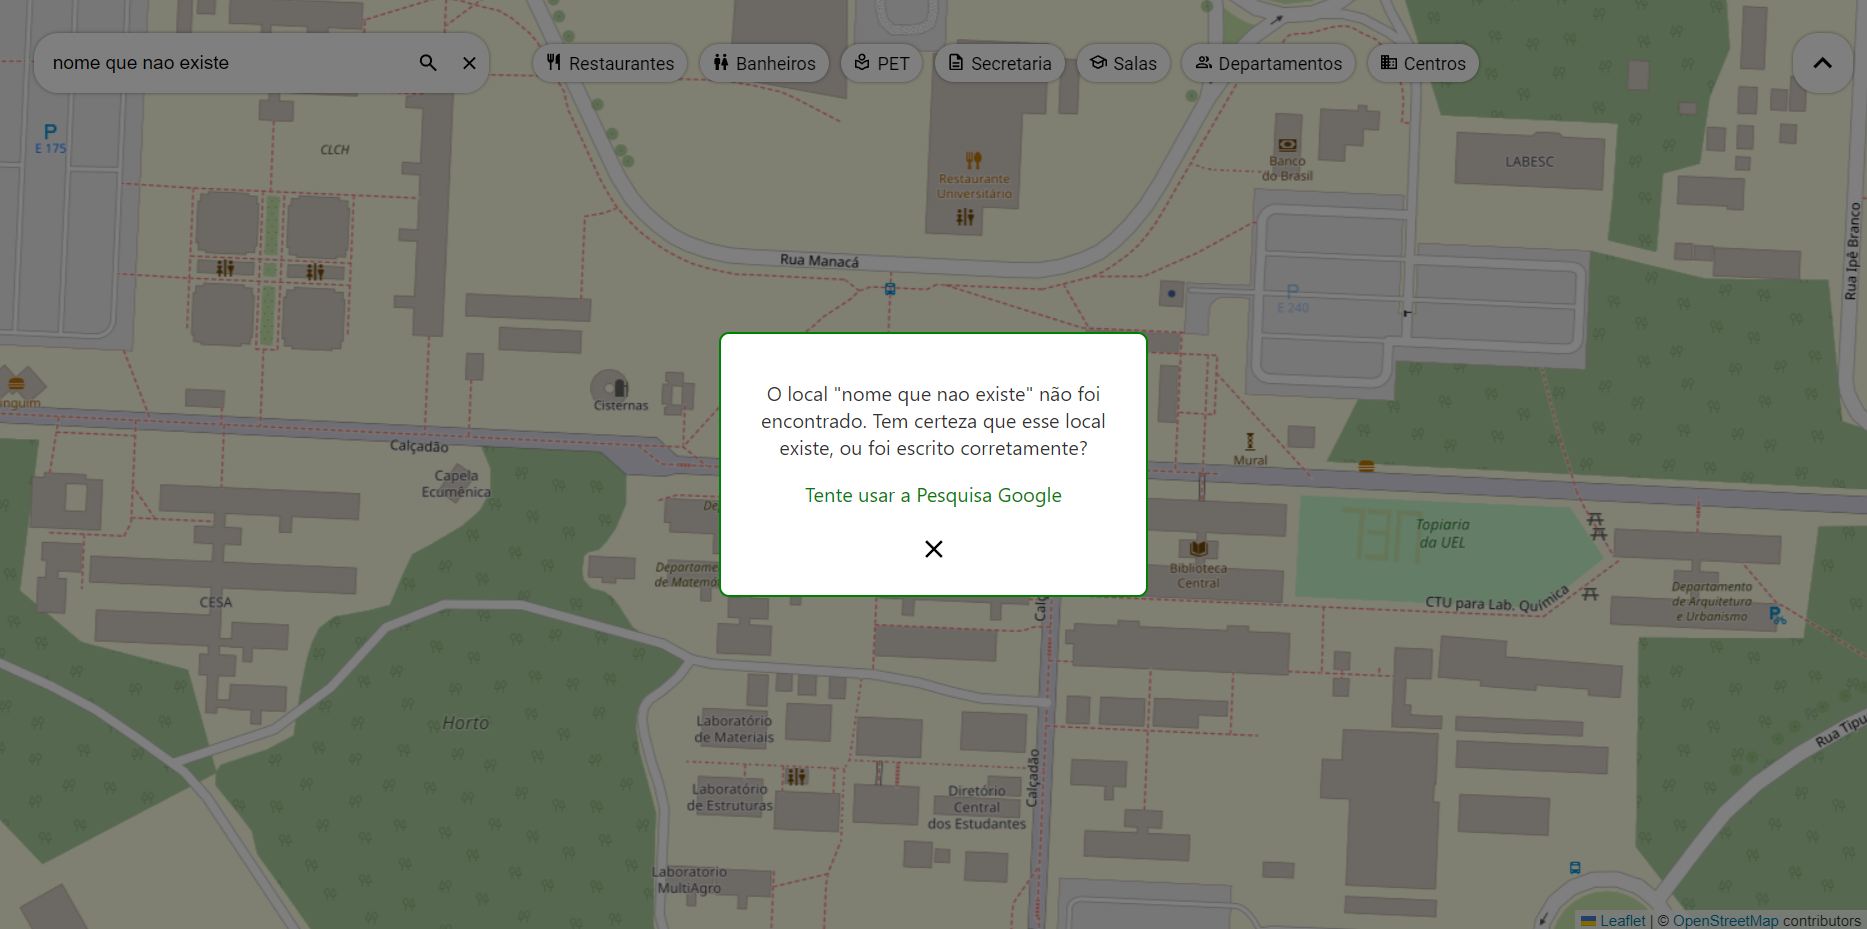 nome que nao existe
Restaurantes
Banheiros
PET
Secretaria
Salas
Departamentos
Centros
P
E 175
CLCH
Restaurante
Universitário
Banco
do Brasil
LABESC
Rua Ipê Branco
Rua Manacá
P
E 240
Cisternas
Calçadão
Capela
Ecumênica
Mural
O local "nome que nao existe" não foi
encontrado. Tem certeza que esse local
existe, ou foi escrito corretamente?
Tente usar a Pesquisa Google
Topiaria
da UEL
Biblioteca
Central
CESA
CTU para Lab. Química
Departamento
de Arquitetura
e Urbanismo
P
Horto
Laboratório
de Materiais
Laboratório
de Estruturas
Calçadão
Diretório
Central
dos Estudantes
Laboratorio
MultiAgro
Rua Tipu
Leaflet | © OpenStreetMap contributors